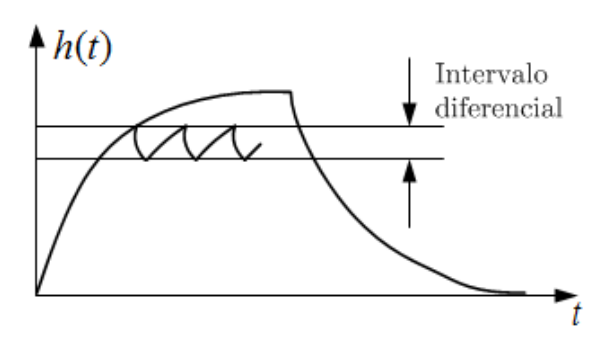 h(t)
Intervalo
diferencial
t